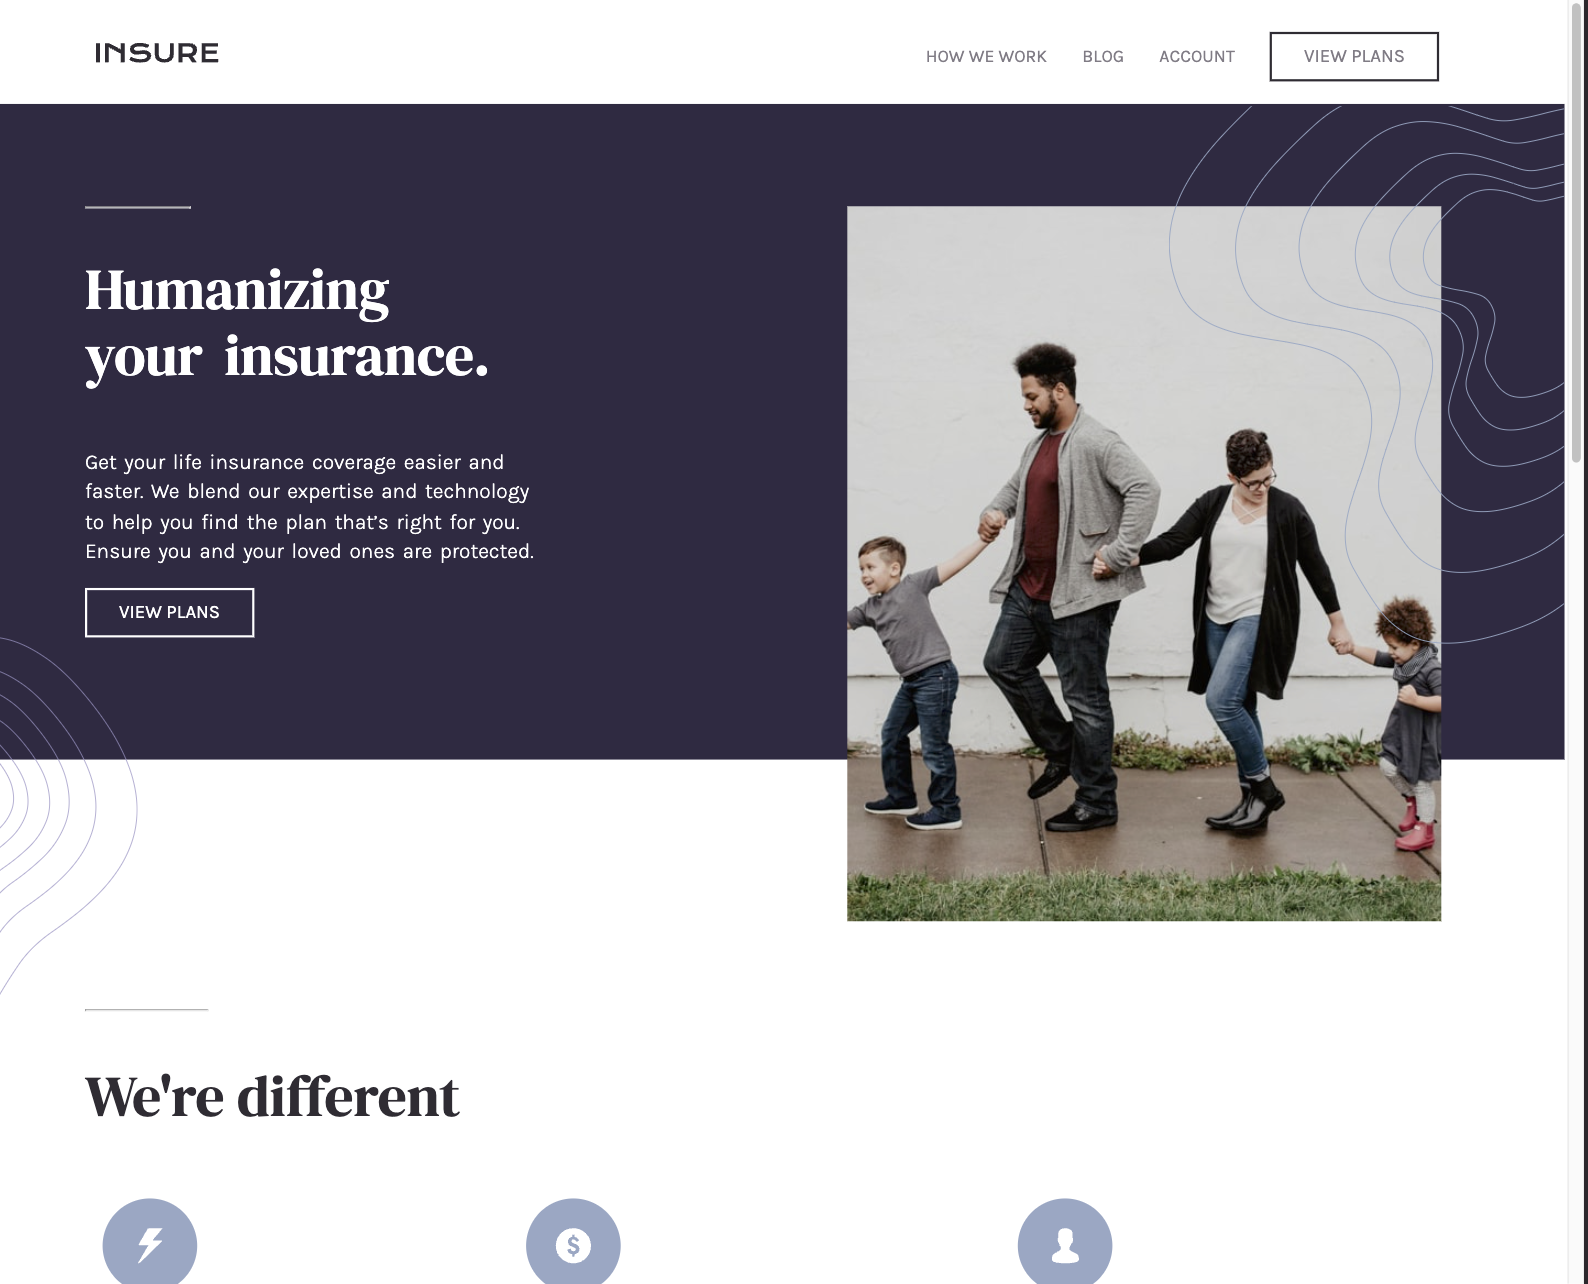 INSURE
HOW WE WORK BLOG ACCOUNT VIEW PLANS
Humanizing
your insurance.
Get your life insurance coverage easier and
faster. We blend our expertise and technology
to help you find the plan that’s right for you.
Ensure you and your loved ones are protected.
VIEW PLANS
We're different
$